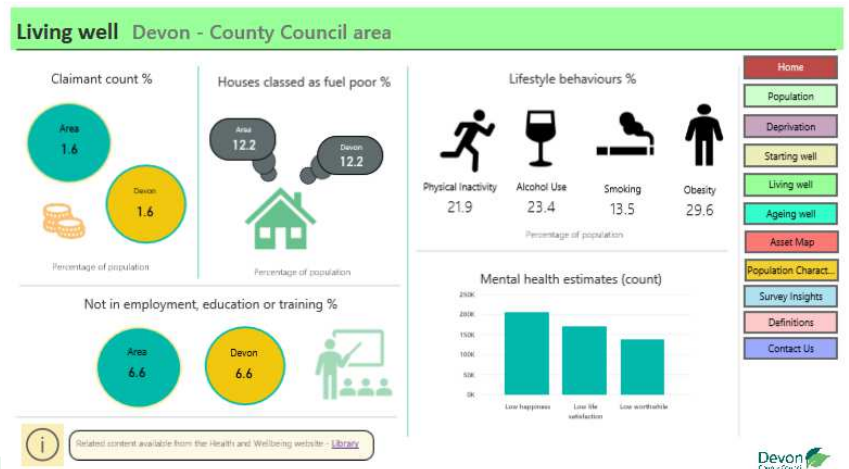 Living well Devon - County Council area
Claimant count %
Area
1.6
Devon
1.6
Percentage of population
Houses classed as fuel poor %
Area
12.2
Devon
12.2
Percentage of population
Lifestyle behaviours %
Physical Inactivity
21.9
Alcohol Use
23.4
Smoking
13.5
Obesity
29.6
Percentage of population
Not in employment, education or training %
Area
6.6
Devon
6.6
Mental health estimates (count)
250K
200K
150K
100K
50K
0K
Low happiness
Low life
satisfaction
Low worthwhile
i
Related content available from the Health and Wellbeing website - Library
Home
Population
Deprivation
Starting well
Living well
Ageing well
Asset Map
Population Charact...
Survey Insights
Definitions
Contact Us
Devon